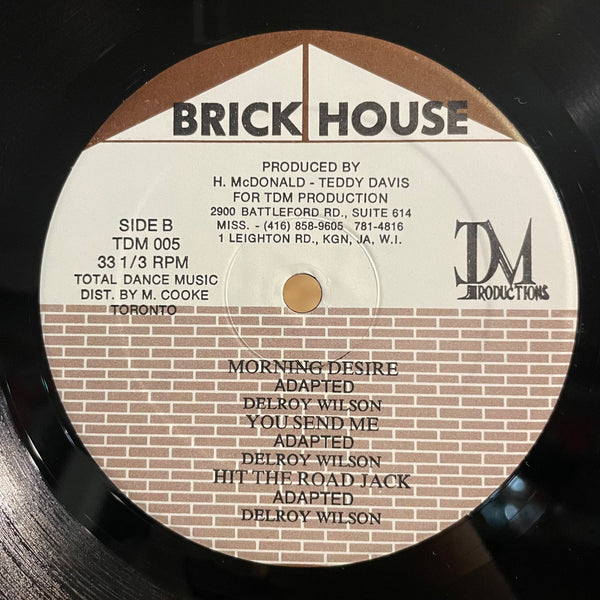 BRICK HOUSE
PRODUCED BY
H. McDONALD - TEDDY DAVIS
FOR TDM PRODUCTION
2900 BATTLEFORD RD., SUITE 614
MISS. - (416) 858-9605 781-4816
1 LEIGHTON RD., KGN, JA, W.I.
SIDE B
TDM 005
33 1/3 RPM
TOTAL DANCE MUSIC
DIST. BY M. COOKE
TORONTO
TDM
PRODUCTIONS
MORNING DESIRE
ADAPTED
DELROY WILSON
YOU SEND ME
ADAPTED
DELROY WILSON
HIT THE ROAD JACK
ADAPTED
DELROY WILSON